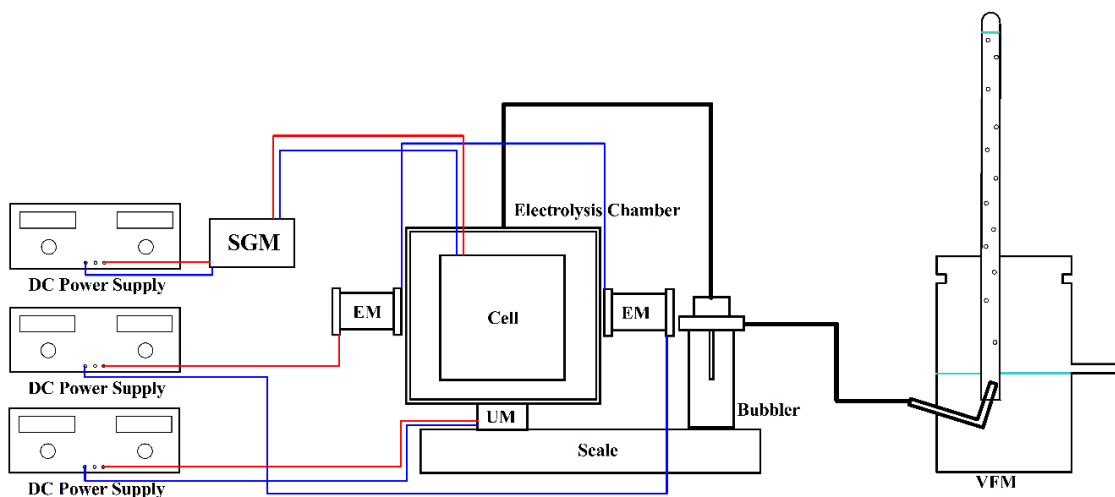 Electrolysis Chamber
SGM
DC Power Supply
EM
Cell
EM
DC Power Supply
UM
Bubbler
Scale
DC Power Supply
VFM